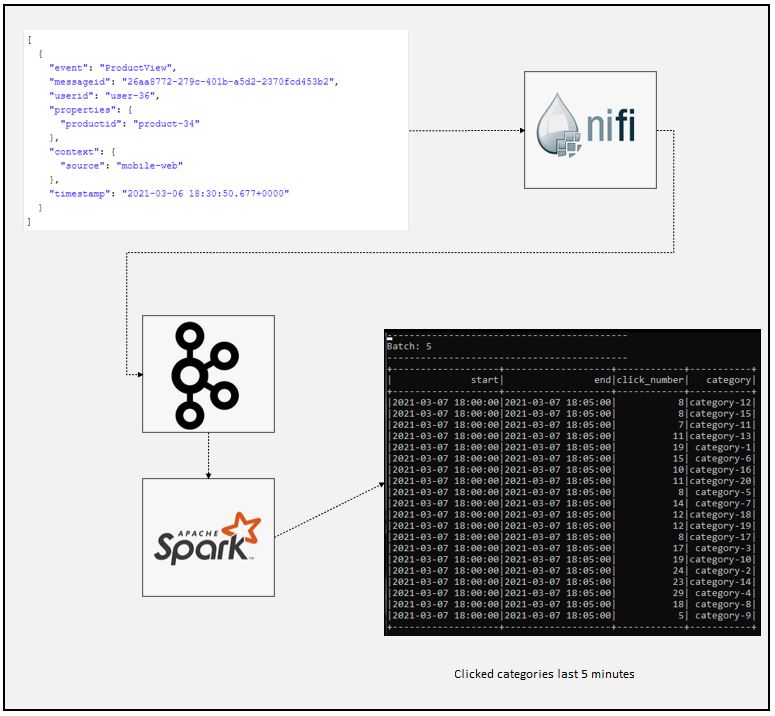 [
{
"event": "ProductView",
"messageid": "26aa8772-279c-401b-a5d2-2370fcd453b2",
"userid": "user-36",
"properties": {
"productid": "product-34"
},
"context": {
"source": "mobile-web"
},
"timestamp": "2021-03-06 18:30:50.677+0000"
}
]
nifi
APACHE
Spark™
-------------------------------------------
Batch: 5
-------------------------------------------
+-------------------+-------------------+------------+-----------+
|              start|                end|click_number|   category|
+-------------------+-------------------+------------+-----------+
|2021-03-07 18:00:00|2021-03-07 18:05:00|           8|category-12|
|2021-03-07 18:00:00|2021-03-07 18:05:00|           8|category-15|
|2021-03-07 18:00:00|2021-03-07 18:05:00|           7|category-11|
|2021-03-07 18:00:00|2021-03-07 18:05:00|          11|category-13|
|2021-03-07 18:00:00|2021-03-07 18:05:00|          19| category-1|
|2021-03-07 18:00:00|2021-03-07 18:05:00|          15| category-6|
|2021-03-07 18:00:00|2021-03-07 18:05:00|          10|category-16|
|2021-03-07 18:00:00|2021-03-07 18:05:00|          11|category-20|
|2021-03-07 18:00:00|2021-03-07 18:05:00|           8| category-5|
|2021-03-07 18:00:00|2021-03-07 18:05:00|          14| category-7|
|2021-03-07 18:00:00|2021-03-07 18:05:00|          12|category-18|
|2021-03-07 18:00:00|2021-03-07 18:05:00|          12|category-19|
|2021-03-07 18:00:00|2021-03-07 18:05:00|           8|category-17|
|2021-03-07 18:00:00|2021-03-07 18:05:00|          17| category-3|
|2021-03-07 18:00:00|2021-03-07 18:05:00|          19|category-10|
|2021-03-07 18:00:00|2021-03-07 18:05:00|          24| category-2|
|2021-03-07 18:00:00|2021-03-07 18:05:00|          23|category-14|
|2021-03-07 18:00:00|2021-03-07 18:05:00|          29| category-4|
|2021-03-07 18:00:00|2021-03-07 18:05:00|          18| category-8|
|2021-03-07 18:00:00|2021-03-07 18:05:00|           5| category-9|
+-------------------+-------------------+------------+-----------+
Clicked categories last 5 minutes